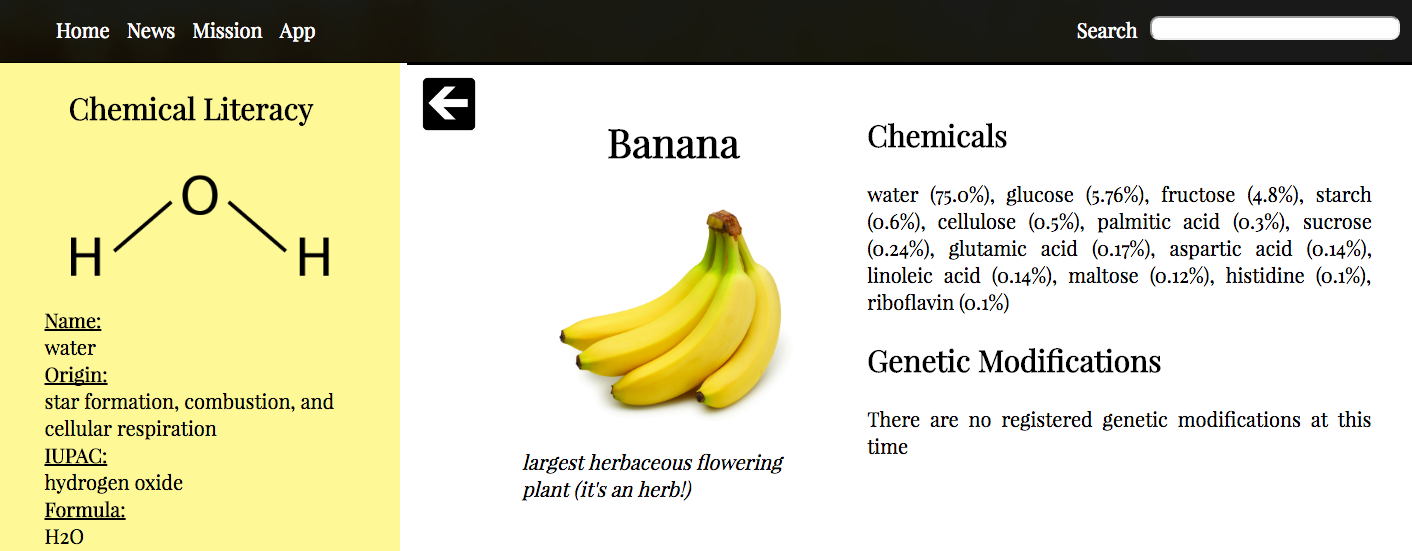 Home News Mission App
Search
Chemical Literacy
O
H H
Name:
water
Origin:
star formation, combustion, and
cellular respiration
IUPAC:
hydrogen oxide
Formula:
H2O
Banana
largest herbaceous flowering
plant (it's an herb!)
Chemicals
water (75.0%), glucose (5.76%), fructose (4.8%), starch
(0.6%), cellulose (0.5%), palmitic acid (0.3%), sucrose
(0.24%), glutamic acid (0.17%), aspartic acid (0.14%),
linoleic acid (0.14%), maltose (0.12%), histidine (0.1%),
riboflavin (0.1%)
Genetic Modifications
There are no registered genetic modifications at this
time